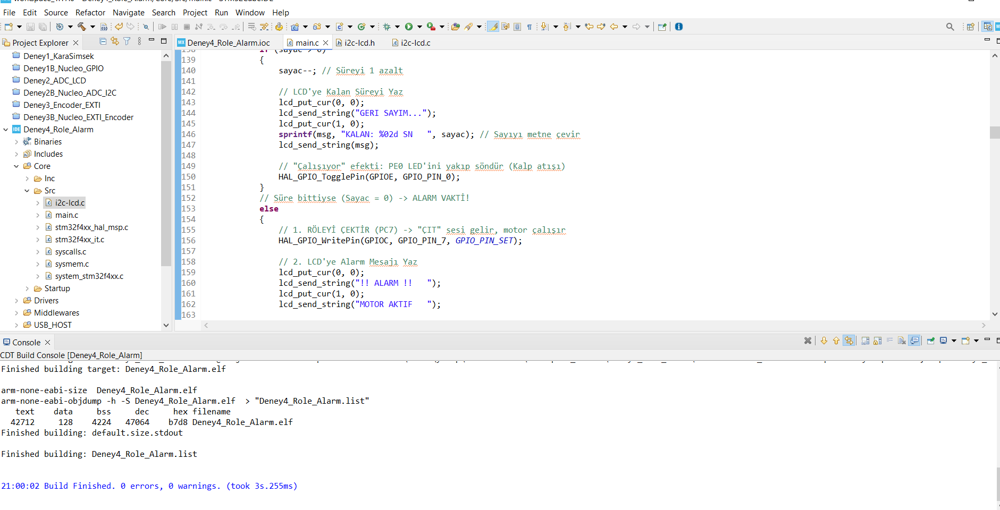 File Edit Source Refactor Navigate Search Project Run Window Help
Project Explorer
Deney1_KaraSimsek
Deney1B_Nucleo_GPIO
Deney2_ADC_LCD
Deney2B_Nucleo_ADC_I2C
Deney3_Encoder_EXTI
Deney3B_Nucleo_EXTI_Encoder
IDE Deney4_Role_Alarm
Binaries
Includes
Core
Inc
Src
i2c-lcd.c
main.c
stm32f4xx_hal_msp.c
stm32f4xx_it.c
syscalls.c
sysmem.c
system_stm32f4xx.c
Startup
Drivers
Middlewares
USB_HOST
MX Deney4_Role_Alarm.ioc main.c i2c-lcd.h i2c-lcd.c
138 if (sayac > 0)
139 {
140 sayac--; // Süreyi 1 azalt
141
142 // LCD'ye Kalan Süreyi Yaz
143 lcd_put_cur(0, 0);
144 lcd_send_string("GERI SAYIM...");
145 lcd_put_cur(1, 0);
146 sprintf(msg, "KALAN: %02d SN   ", sayac); // Sayıyı metne çevir
147 lcd_send_string(msg);
148
149 // "Çalışıyor" efekti: PE0 LED'ini yakıp söndür (Kalp atışı)
150 HAL_GPIO_TogglePin(GPIOE, GPIO_PIN_0);
151 }
152 // Süre bittiyse (Sayac = 0) -> ALARM VAKTİ!
153 else
154 {
155 // 1. RÖLEYİ ÇEKTİR (PC7) -> "ÇIT" sesi gelir, motor çalışır
156 HAL_GPIO_WritePin(GPIOC, GPIO_PIN_7, GPIO_PIN_SET);
157
158 // 2. LCD'ye Alarm Mesajı Yaz
159 lcd_put_cur(0, 0);
160 lcd_send_string("!! ALARM !!   ");
161 lcd_put_cur(1, 0);
162 lcd_send_string("MOTOR AKTIF   ");
163
Console
CDT Build Console [Deney4_Role_Alarm]
Finished building target: Deney4_Role_Alarm.elf
arm-none-eabi-size  Deney4_Role_Alarm.elf
arm-none-eabi-objdump -h -S Deney4_Role_Alarm.elf  > "Deney4_Role_Alarm.list"
text data bss dec hex filename
42712 128 4224 47064 b7d8 Deney4_Role_Alarm.elf
Finished building: default.size.stdout
Finished building: Deney4_Role_Alarm.list
21:00:02 Build Finished. 0 errors, 0 warnings. (took 3s.255ms)